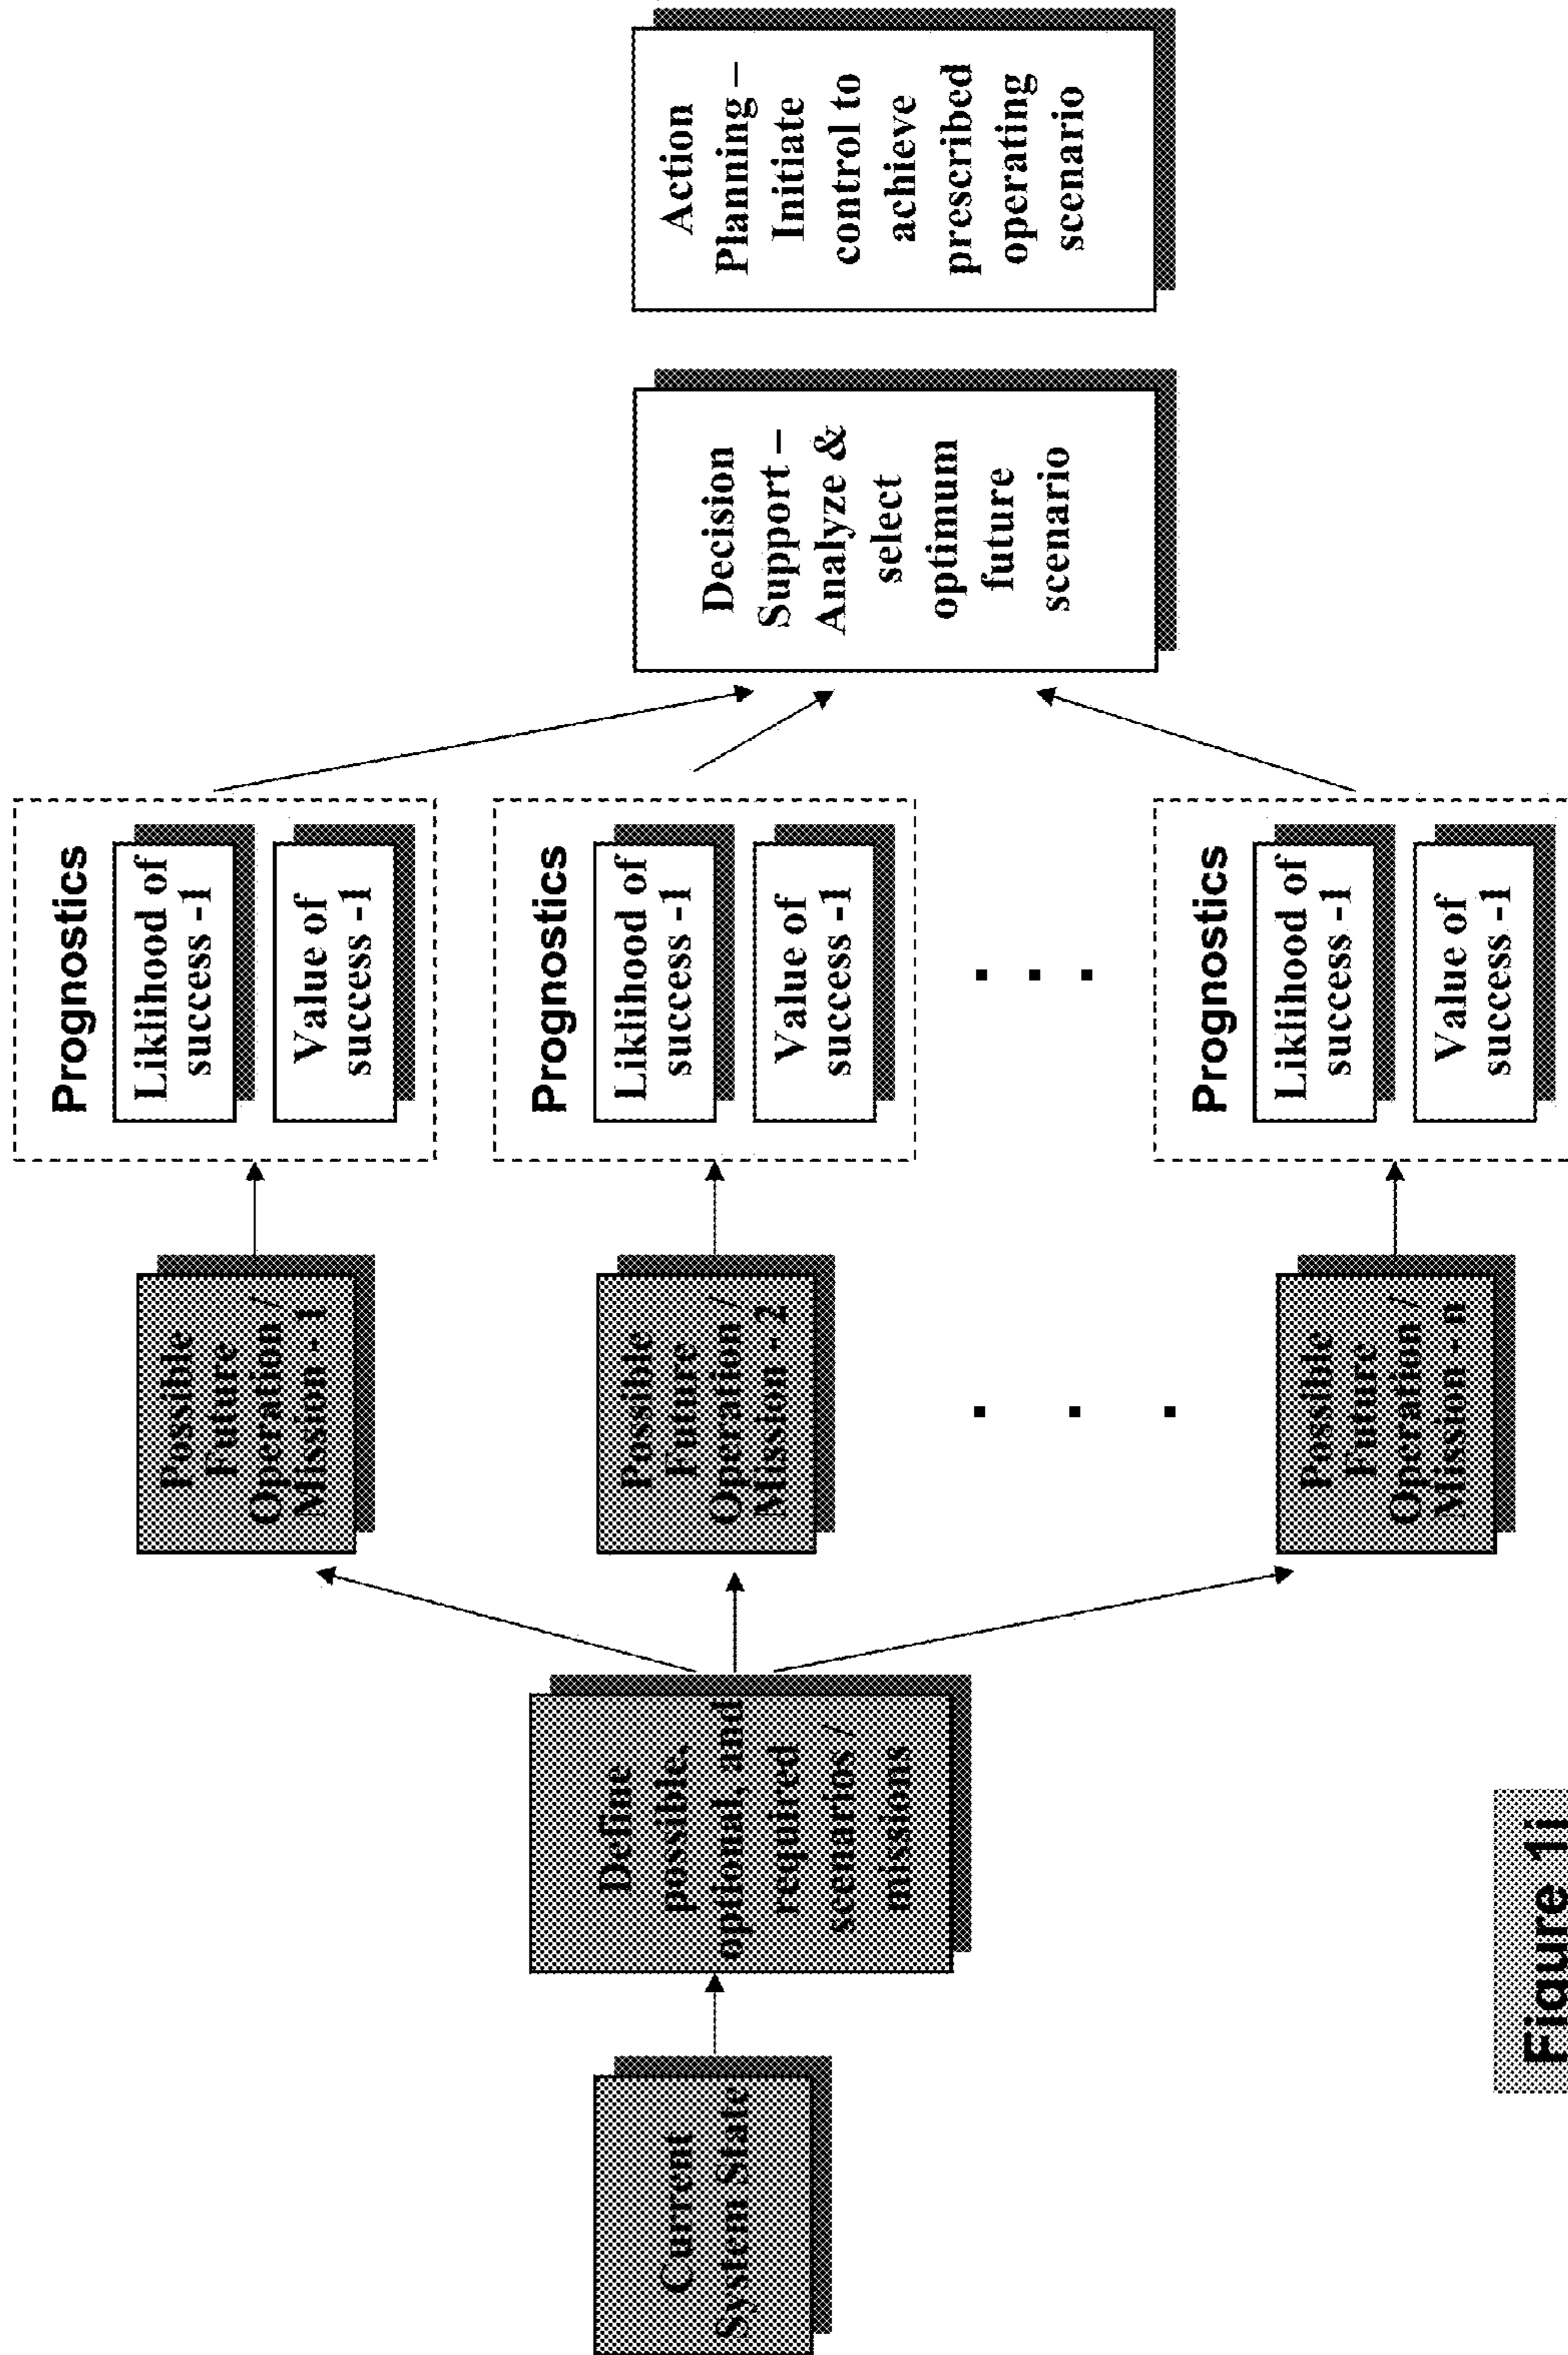 Current
System State
Define
possible,
optional, and
required
scenarios /
missions
Possible
Future
Operation /
Mission - 1
Possible
Future
Operation /
Mission - 2
Possible
Future
Operation /
Mission - n
Prognostics
Liklihood of
success -1
Value of
success -1
Prognostics
Liklihood of
success -1
Value of
success -1
Prognostics
Liklihood of
success -1
Value of
success -1
Decision
Support –
Analyze &
select
optimum
future
scenario
Action
Planning –
Initiate
control to
achieve
prescribed
operating
scenario
Figure 1i